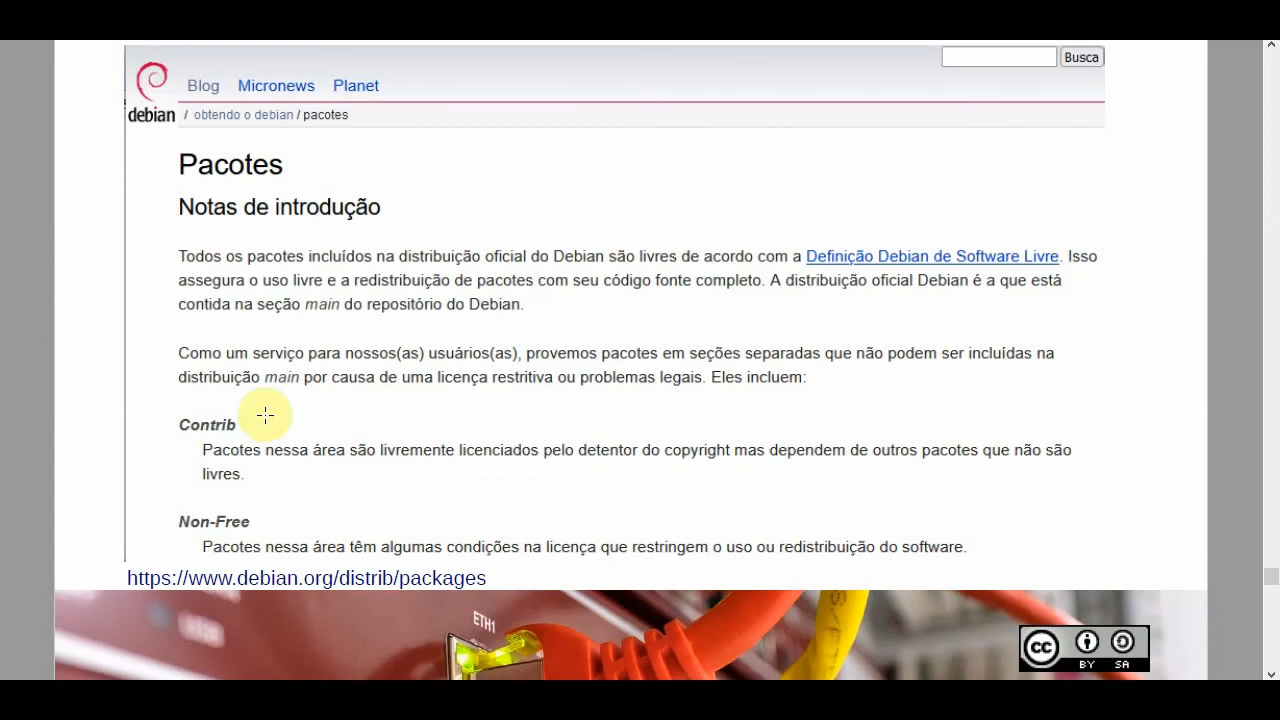 Busca
Blog Micronews Planet
debian / obtendo o debian / pacotes
Pacotes
Notas de introdução
Todos os pacotes incluídos na distribuição oficial do Debian são livres de acordo com a Definição Debian de Software Livre. Isso
assegura o uso livre e a redistribuição de pacotes com seu código fonte completo. A distribuição oficial Debian é a que está
contida na seção main do repositório do Debian.
Como um serviço para nossos(as) usuários(as), provemos pacotes em seções separadas que não podem ser incluídas na
distribuição main por causa de uma licença restritiva ou problemas legais. Eles incluem:
Contrib
Pacotes nessa área são livremente licenciados pelo detentor do copyright mas dependem de outros pacotes que não são
livres.
Non-Free
Pacotes nessa área têm algumas condições na licença que restringem o uso ou redistribuição do software.
https://www.debian.org/distrib/packages
ETH1
cc BY SA